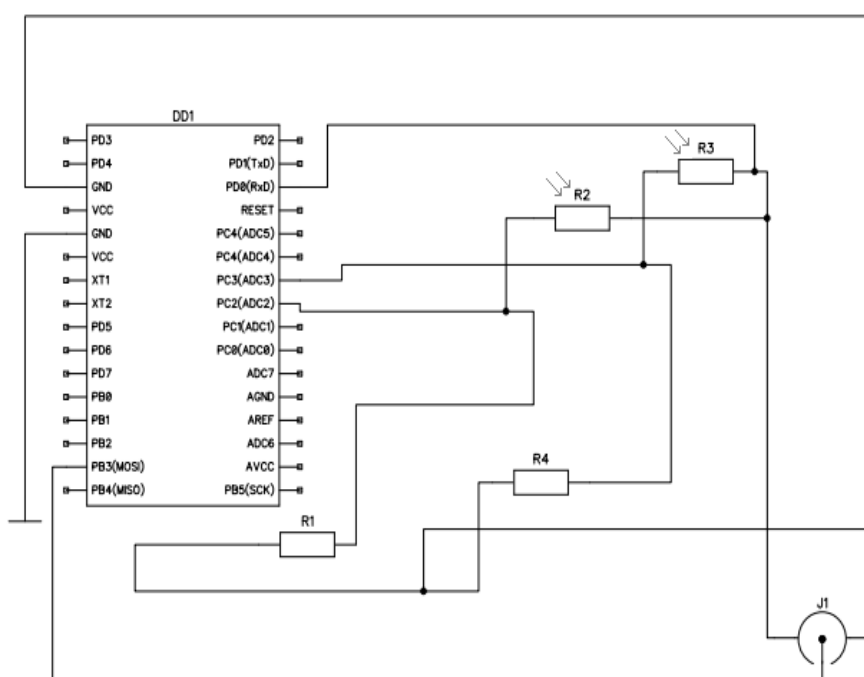 DD1
PD3 PD2
PD4 PD1(TxD)
GND PD0(RxD)
VCC RESET
GND PC4(ADC5)
VCC PC4(ADC4)
XT1 PC3(ADC3)
XT2 PC2(ADC2)
PD5 PC1(ADC1)
PD6 PC0(ADC0)
PD7 ADC7
PB0 AGND
PB1 AREF
PB2 ADC6
PB3(MOSI) AVCC
PB4(MISO) PB5(SCK)
R3
R2
R4
R1
J1